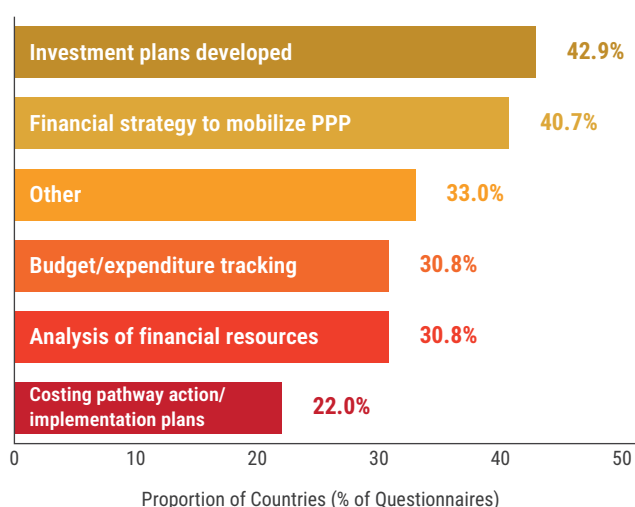 Investment plans developed 42.9%
Financial strategy to mobilize PPP 40.7%
Other 33.0%
Budget/expenditure tracking 30.8%
Analysis of financial resources 30.8%
Costing pathway action/
implementation plans 22.0%
0 10 20 30 40 50
Proportion of Countries (% of Questionnaires)